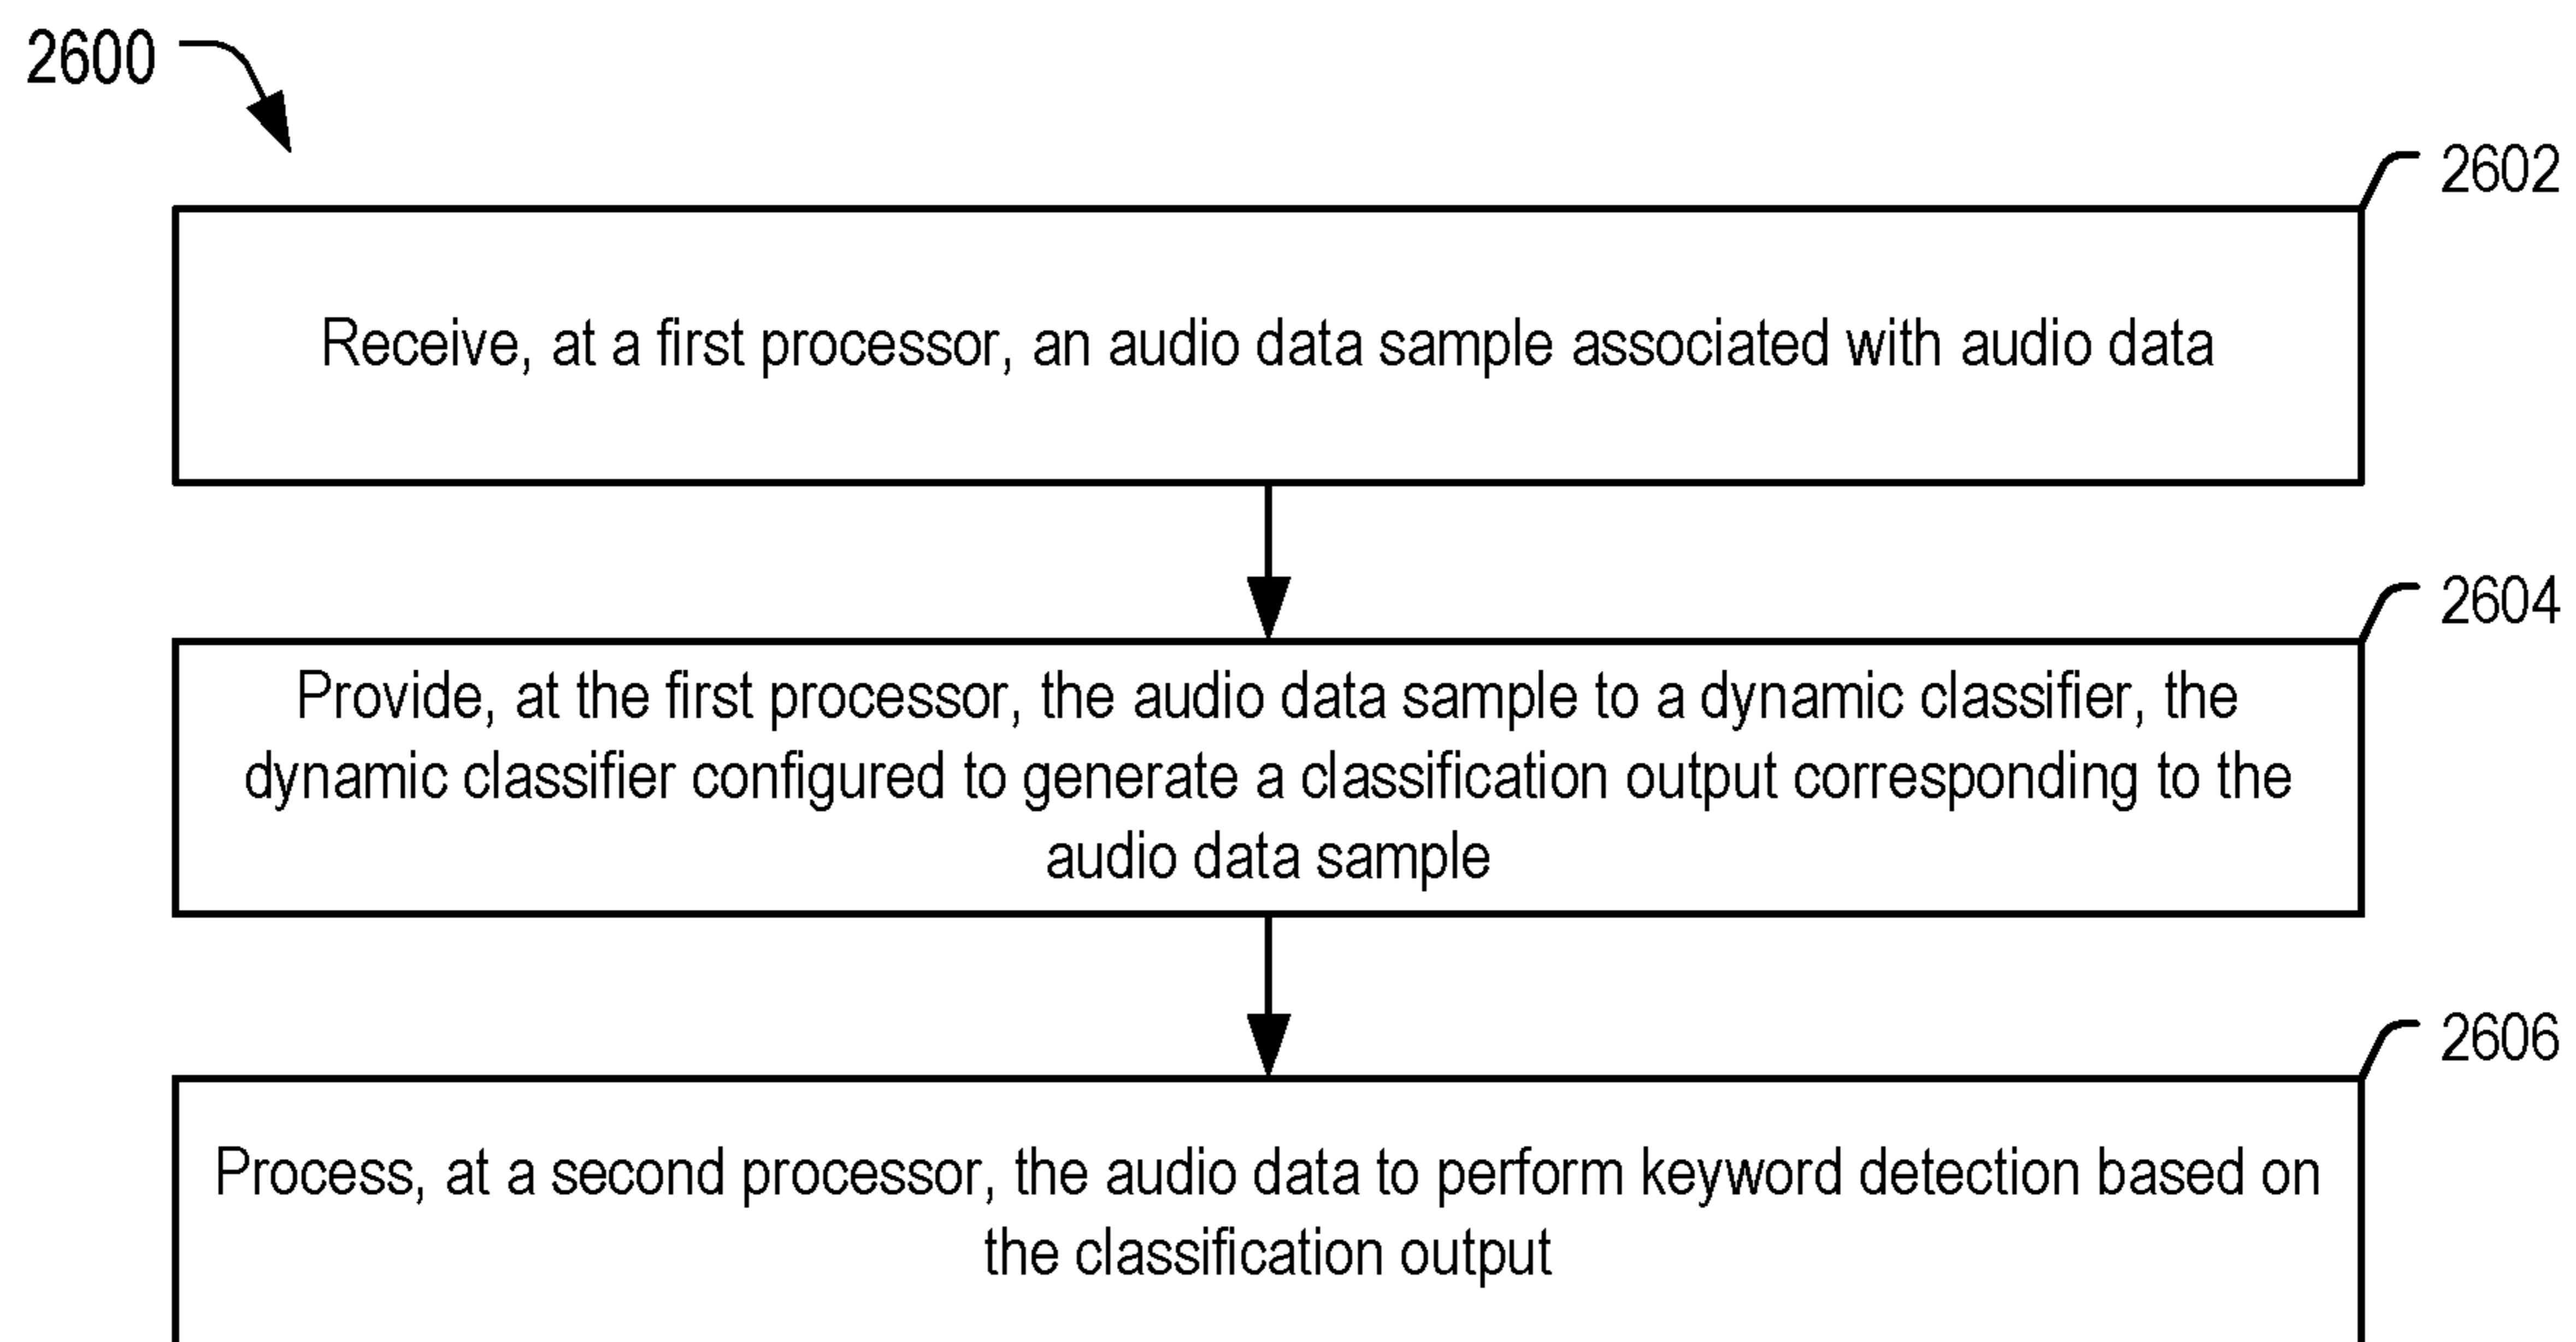 2600
2602
Receive, at a first processor, an audio data sample associated with audio data
2604
Provide, at the first processor, the audio data sample to a dynamic classifier, the
dynamic classifier configured to generate a classification output corresponding to the
audio data sample
2606
Process, at a second processor, the audio data to perform keyword detection based on
the classification output